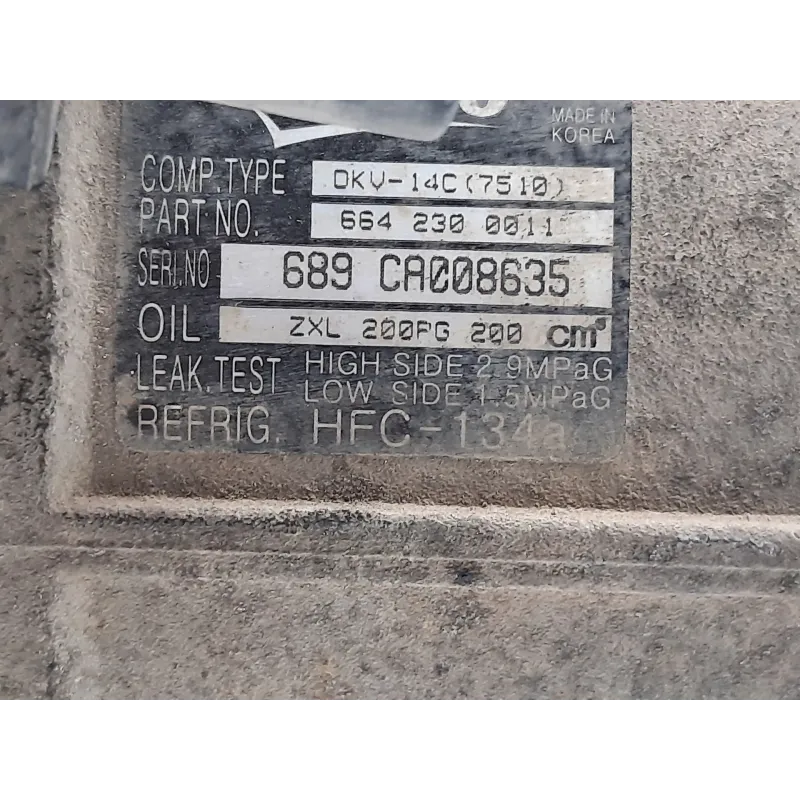 MADE IN
KOREA
COMP.TYPE DKV-14C(7510)
PART NO. 664 230 0011
SERI.NO 689 CA008635
OIL ZXL 200PG 200 cm³
LEAK.TEST HIGH SIDE 2.9MPaG
LOW SIDE 1.5MPaG
REFRIG. HFC-134a